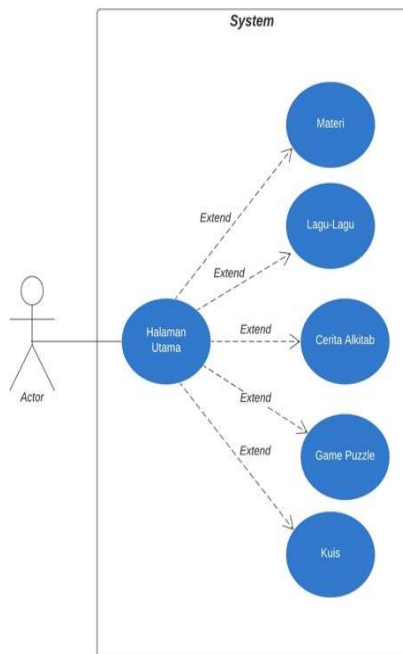 System
Materi
Extend
Lagu-Lagu
Extend
Halaman
Utama
Extend
Cerita Alkitab
Actor
Extend
Game Puzzle
Extend
Kuis